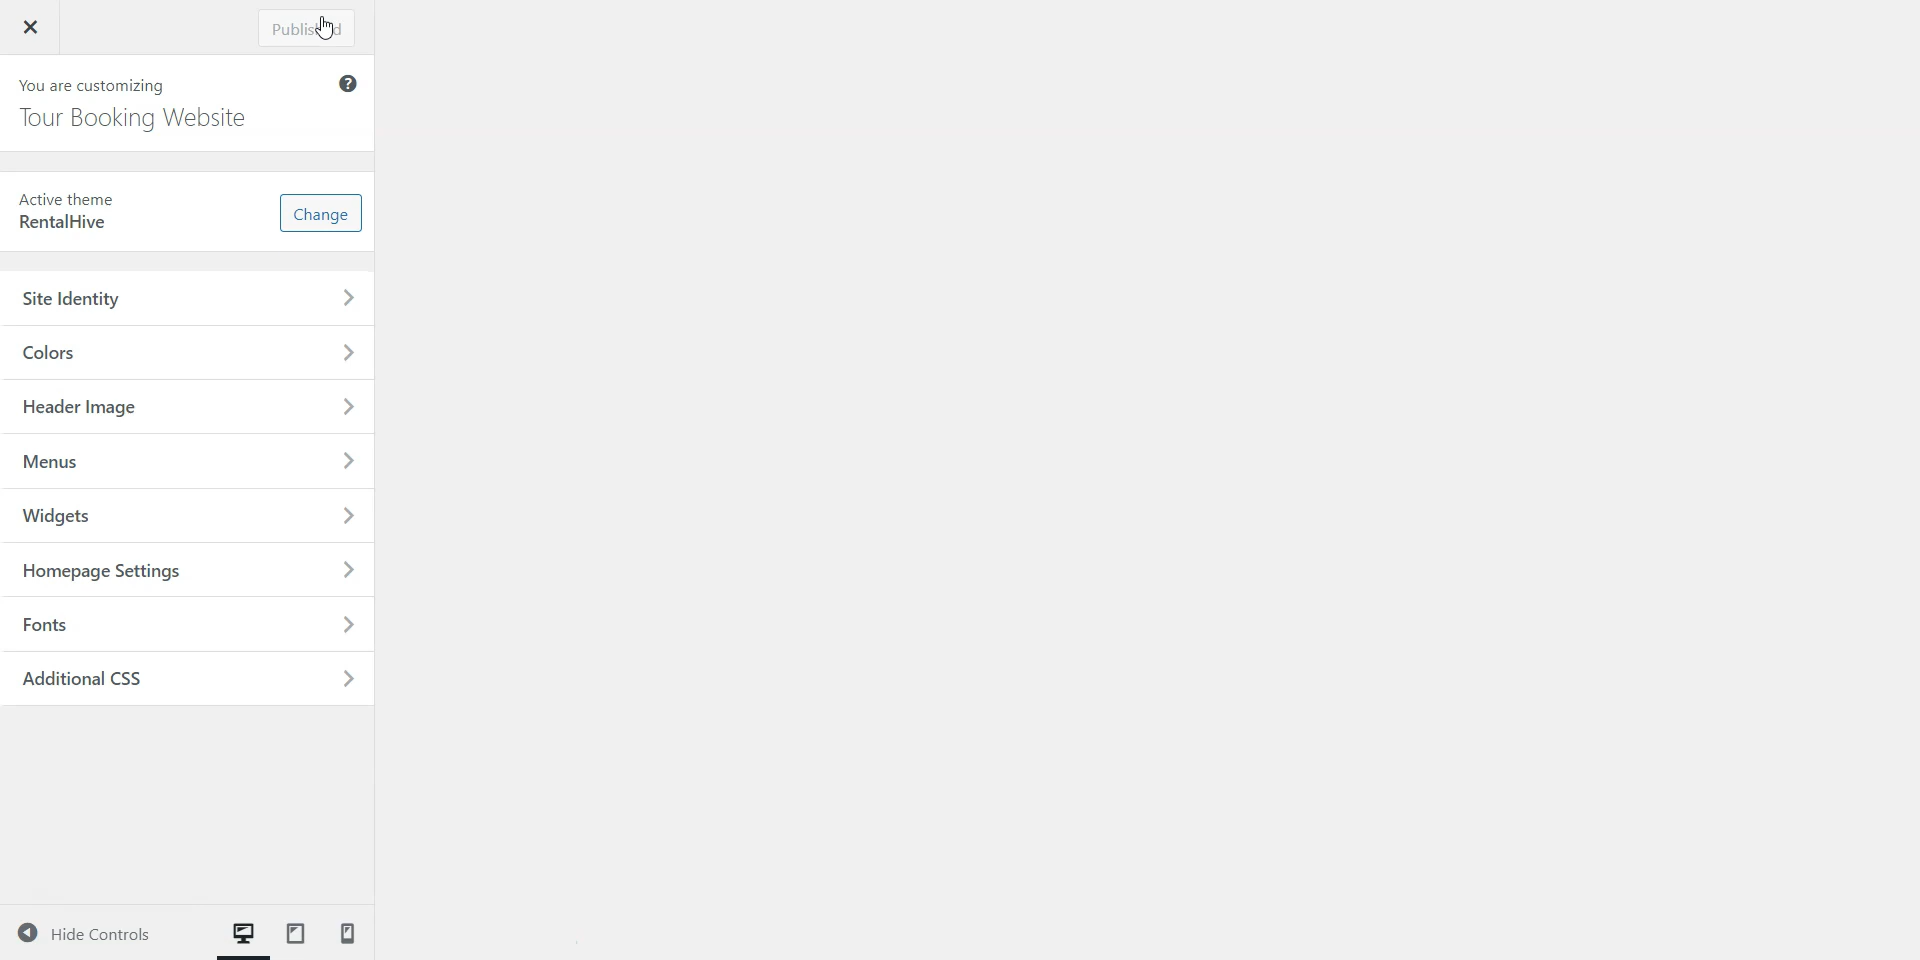 Published
You are customizing
Tour Booking Website
Active theme
RentalHive
Change
Site Identity
Colors
Header Image
Menus
Widgets
Homepage Settings
Fonts
Additional CSS
Hide Controls